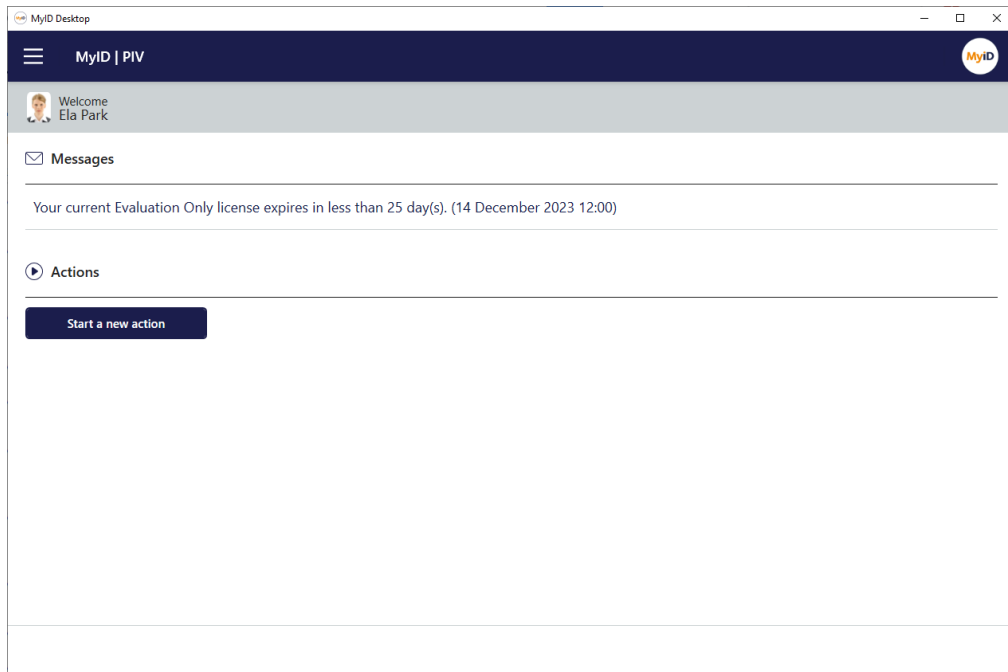 MyID Desktop
MyID | PIV
MyiD
Welcome
Ela Park
Messages
Your current Evaluation Only license expires in less than 25 day(s). (14 December 2023 12:00)
Actions
Start a new action